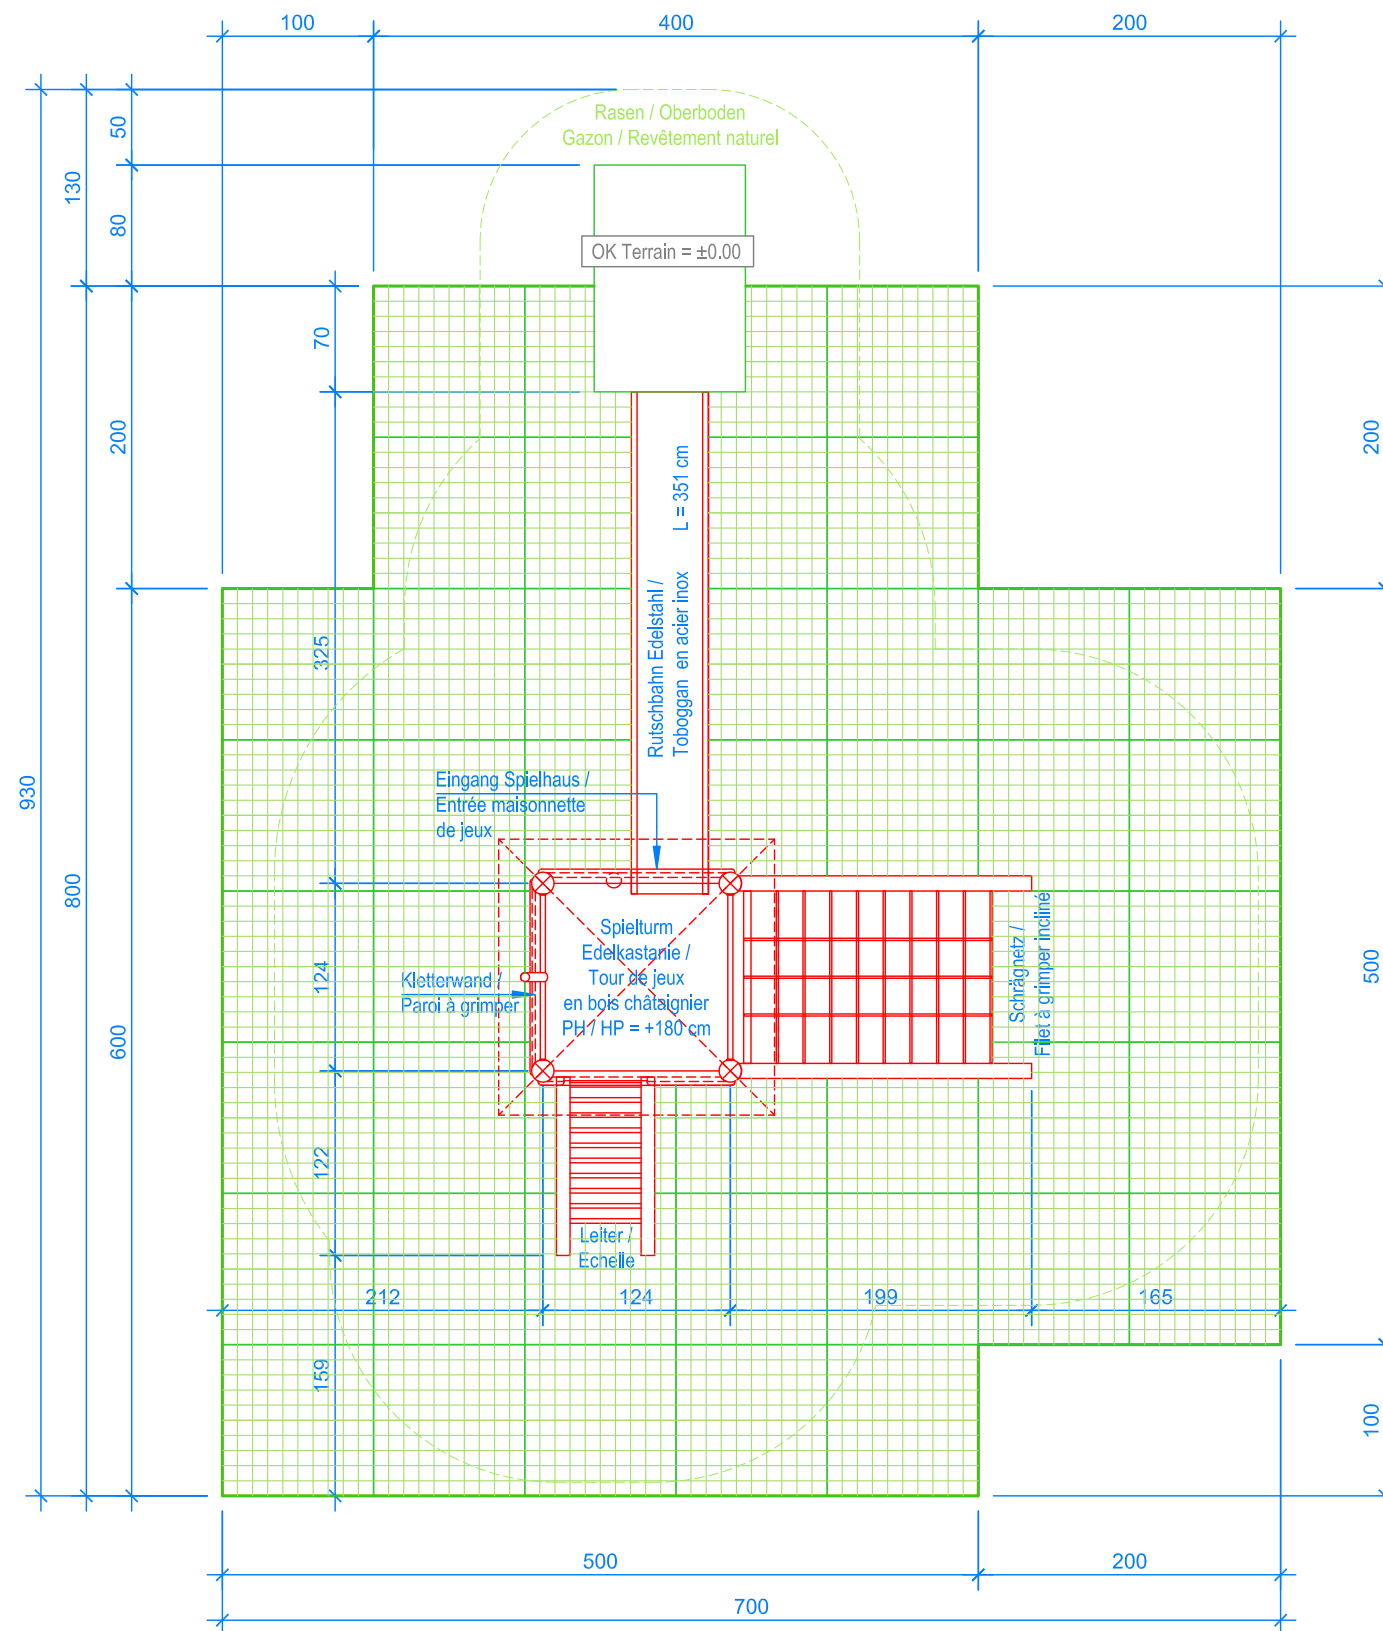 100
400
200
Rasen / Oberboden
Gazon / Revêtement naturel
50
130
80
OK Terrain = ±0.00
70
200
200
L = 351 cm
Rutschbahn Edelstahl /
Toboggan en acier inox
325
930
Eingang Spielhaus /
Entrée maisonnette
de jeux
800
Spielturm
Edelkastanie /
Tour de jeux
en bois châtaignier
PH / HP = +180 cm
Kletterwand /
Paroi à grimper
124
Schrägnetz /
Filet à grimper incliné
500
600
122
Leiter /
Echelle
212
124
199
165
159
100
500
200
700